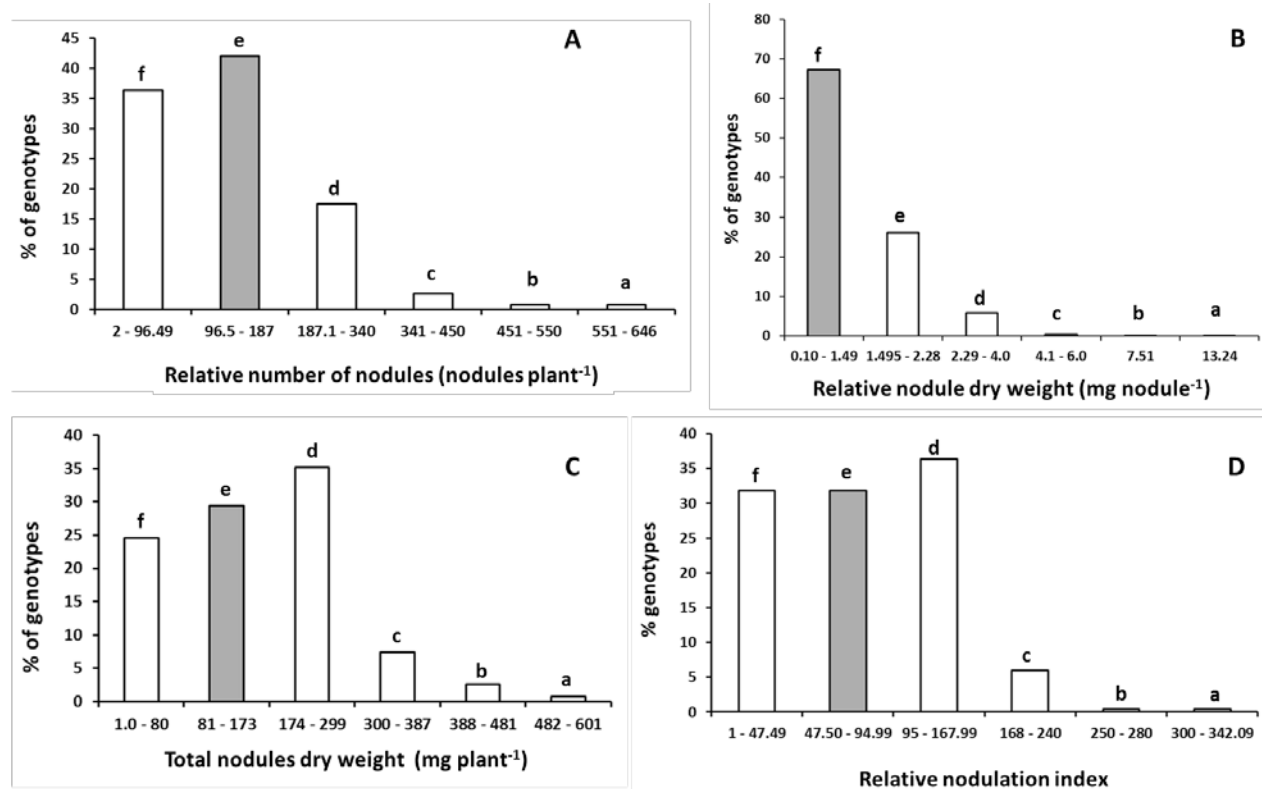 A
45
40
35
30
25
20
15
10
5
0
% of genotypes
f
e
d
c
b
a
2 - 96.49 96.5 - 187 187.1 - 340 341 - 450 451 - 550 551 - 646
Relative number of nodules (nodules plant⁻¹)
B
80
70
60
50
40
30
20
10
0
% of genotypes
f
e
d
c
b
a
0.10 - 1.49 1.495 - 2.28 2.29 - 4.0 4.1 - 6.0 7.51 13.24
Relative nodule dry weight (mg nodule⁻¹)
C
40
35
30
25
20
15
10
5
0
% of genotypes
f
e
d
c
b
a
1.0 - 80 81 - 173 174 - 299 300 - 387 388 - 481 482 - 601
Total nodules dry weight (mg plant⁻¹)
D
40
35
30
25
20
15
10
5
0
% genotypes
f
e
d
c
b
a
1 - 47.49 47.50 - 94.99 95 - 167.99 168 - 240 250 - 280 300 - 342.09
Relative nodulation index